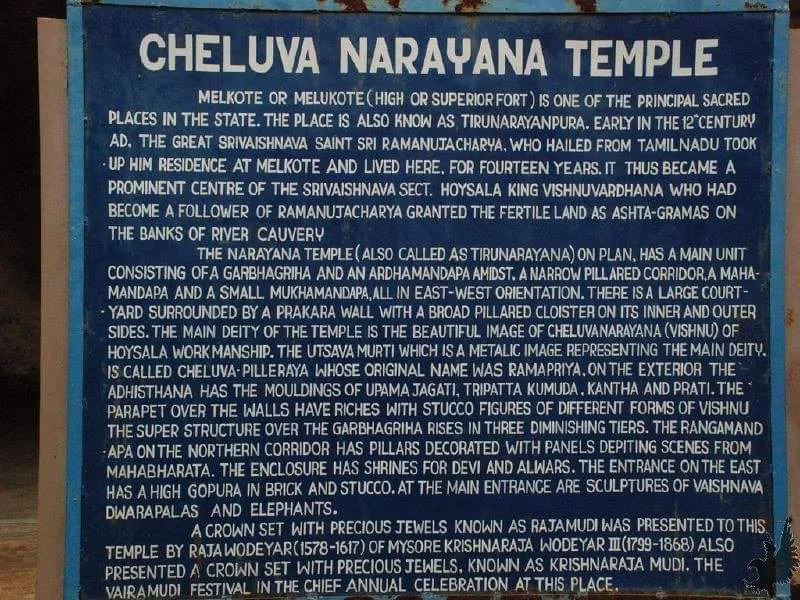 CHELUVA NARAYANA TEMPLE
MELKOTE OR MELUKOTE (HIGH OR SUPERIOR FORT) IS ONE OF THE PRINCIPAL SACRED
PLACES IN THE STATE. THE PLACE IS ALSO KNOW AS TIRUNARAYANPURA. EARLY IN THE 12TH CENTURY
AD, THE GREAT SRIVAISHNAVA SAINT SRI RAMANUJACHARYA, WHO HAILED FROM TAMILNADU TOOK
UP HIM RESIDENCE AT MELKOTE AND LIVED HERE, FOR FOURTEEN YEARS. IT THUS BECAME A
PROMINENT CENTRE OF THE SRIVAISHNAVA SECT. HOYSALA KING VISHNUVARDHANA WHO HAD
BECOME A FOLLOWER OF RAMANUJACHARYA GRANTED THE FERTILE LAND AS ASHTA-GRAMAS ON
THE BANKS OF RIVER CAUVERY
THE NARAYANA TEMPLE (ALSO CALLED AS TIRUNARAYANA) ON PLAN, HAS A MAIN UNIT
CONSISTING OF A GARBHAGRIHA AND AN ARDHAMANDAPA AMIDST, A NARROW PILLARED CORRIDOR, A MAHA-
MANDAPA AND A SMALL MUKHAMANDAPA, ALL IN EAST-WEST ORIENTATION. THERE IS A LARGE COURT-
YARD SURROUNDED BY A PRAKARA WALL WITH A BROAD PILLARED CLOISTER ON ITS INNER AND OUTER
SIDES. THE MAIN DEITY OF THE TEMPLE IS THE BEAUTIFUL IMAGE OF CHELUVANARAYANA (VISHNU) OF
HOYSALA WORK MANSHIP. THE UTSAVA MURTI WHICH IS A METALIC IMAGE REPRESENTING THE MAIN DEITY,
IS CALLED CHELUVA-PILLERAYA WHOSE ORIGINAL NAME WAS RAMAPRIYA. ON THE EXTERIOR THE
ADHISTHANA HAS THE MOULDINGS OF UPAMA JAGATI, TRIPATTA KUMUDA, KANTHA AND PRATI. THE
PARAPET OVER THE WALLS HAVE RICHES WITH STUCCO FIGURES OF DIFFERENT FORMS OF VISHNU
THE SUPER STRUCTURE OVER THE GARBHAGRIHA RISES IN THREE DIMINISHING TIERS. THE RANGAMAND
-APA ON THE NORTHERN CORRIDOR HAS PILLARS DECORATED WITH PANELS DEPITING SCENES FROM
MAHABHARATA. THE ENCLOSURE HAS SHRINES FOR DEVI AND ALWARS. THE ENTRANCE ON THE EAST
HAS A HIGH GOPURA IN BRICK AND STUCCO. AT THE MAIN ENTRANCE ARE SCULPTURES OF VAISHNAVA
DWARAPALAS AND ELEPHANTS.
A CROWN SET WITH PRECIOUS JEWELS KNOWN AS RAJAMUDI WAS PRESENTED TO THIS
TEMPLE BY RAJA WODEYAR (1578-1617) OF MYSORE KRISHNARAJA WODEYAR III (1799-1868) ALSO
PRESENTED A CROWN SET WITH PRECIOUS JEWELS, KNOWN AS KRISHNARAJA MUDI. THE
VAIRAMUDI FESTIVAL IN THE CHIEF ANNUAL CELEBRATION AT THIS PLACE.